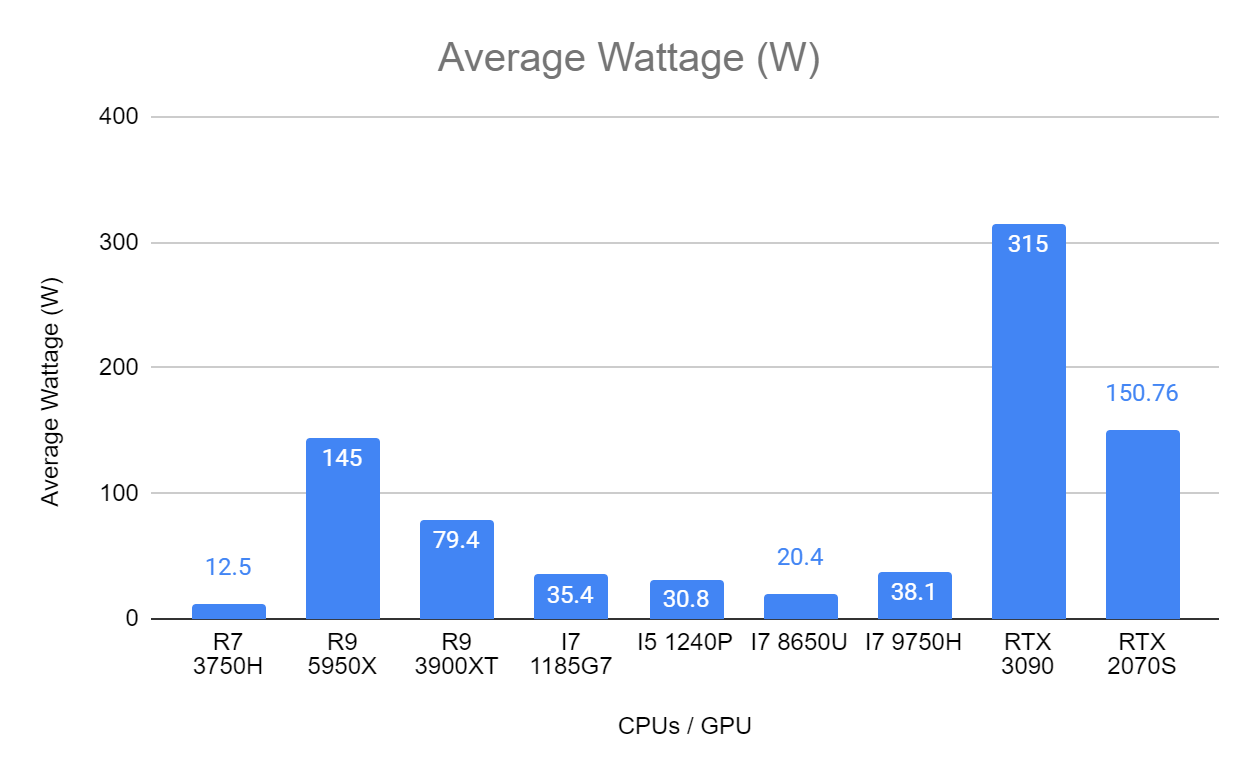 Average Wattage (W)
400
300
200
100
0
Average Wattage (W)
12.5
145
79.4
35.4
30.8
20.4
38.1
315
150.76
R7
3750H
R9
5950X
R9
3900XT
I7
1185G7
I5 1240P
I7 8650U
I7 9750H
RTX
3090
RTX
2070S
CPUs / GPU